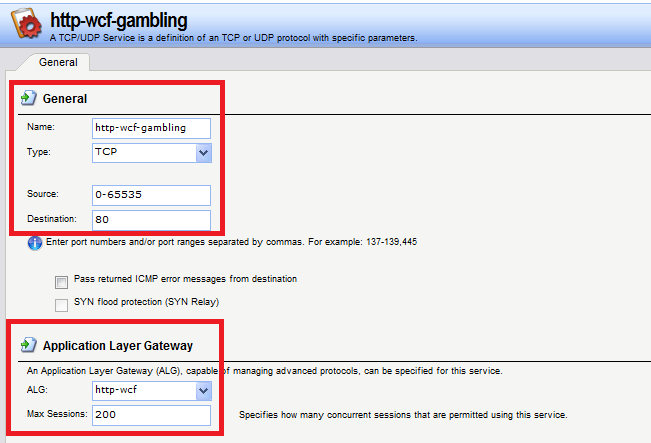 http-wcf-gambling
A TCP/UDP Service is a definition of an TCP or UDP protocol with specific parameters.
General
General
Name: http-wcf-gambling
Type: TCP
Source: 0-65535
Destination: 80
Enter port numbers and/or port ranges separated by commas. For example: 137-139,445
Pass returned ICMP error messages from destination
SYN flood protection (SYN Relay)
Application Layer Gateway
An Application Layer Gateway (ALG), capable of managing advanced protocols, can be specified for this service.
ALG: http-wcf
Max Sessions: 200 Specifies how many concurrent sessions that are permitted using this service.